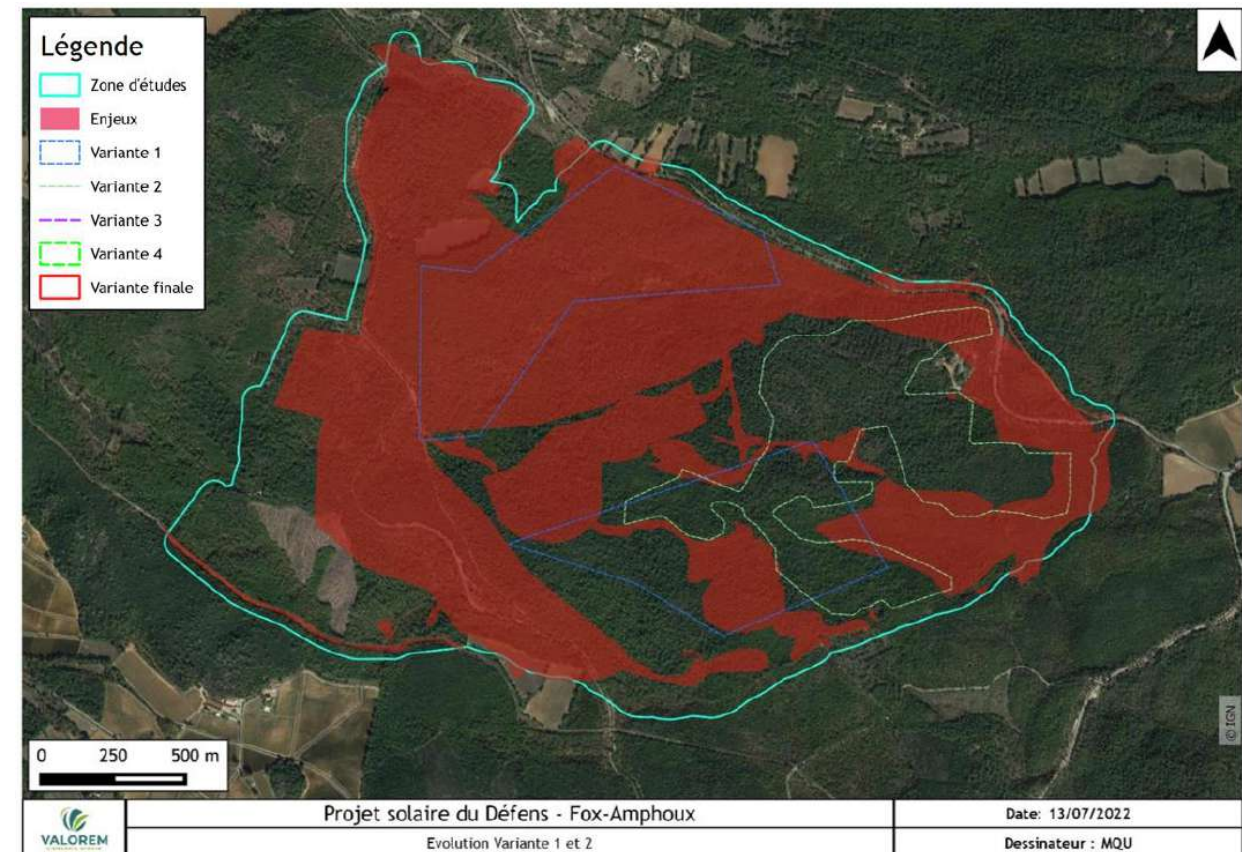 Légende
Zone d'études
Enjeux
Variante 1
Variante 2
Variante 3
Variante 4
Variante finale
© IGN
0 250 500 m
VALOREM
Projet solaire du Défens - Fox-Amphoux
Date: 13/07/2022
Evolution Variante 1 et 2
Dessinateur : MQU